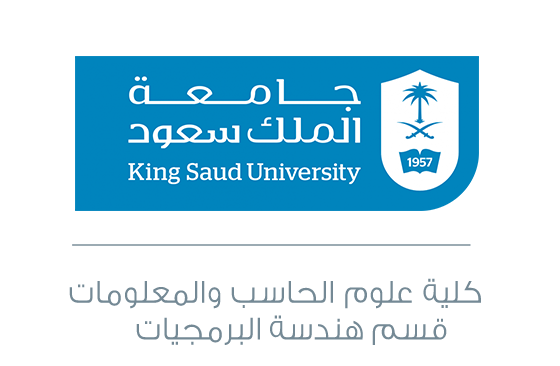 جامعة
الملك سعود
King Saud University
1957
كلية علوم الحاسب والمعلومات
قسم هندسة البرمجيات